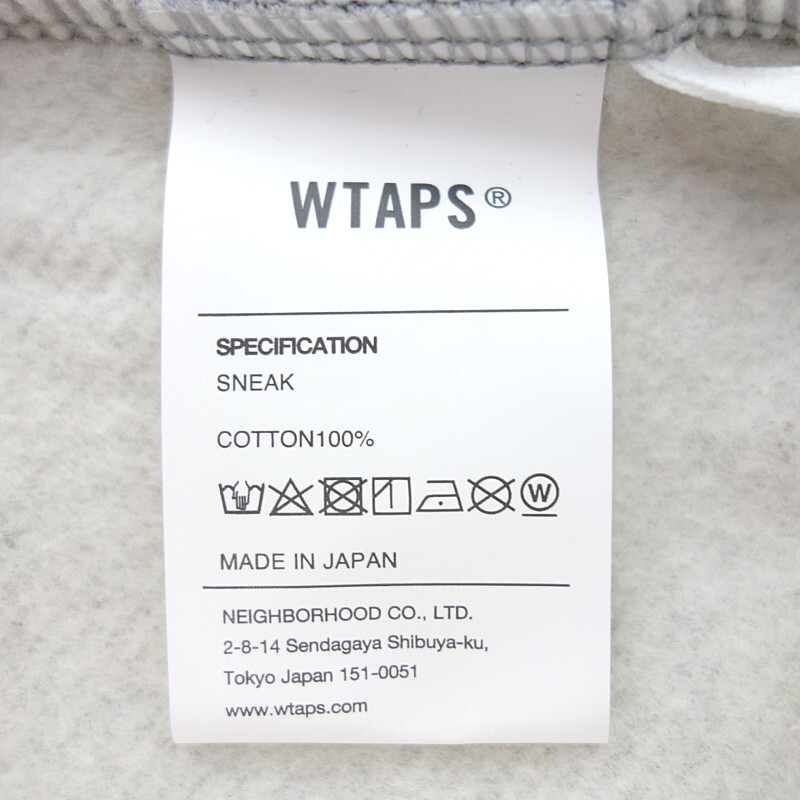 WTAPS®
SPECIFICATION
SNEAK
COTTON100%
W
MADE IN JAPAN
NEIGHBORHOOD CO., LTD.
2-8-14 Sendagaya Shibuya-ku,
Tokyo Japan 151-0051
www.wtaps.com